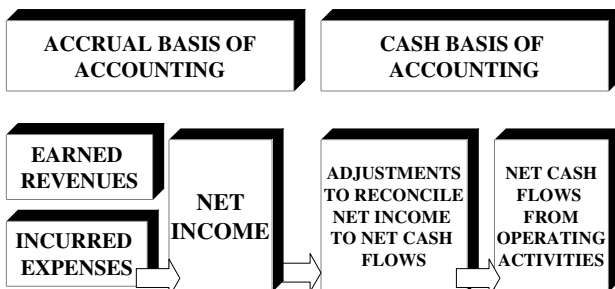 ACCRUAL BASIS OF
ACCOUNTING
CASH BASIS OF
ACCOUNTING
EARNED
REVENUES
INCURRED
EXPENSES
NET
INCOME
ADJUSTMENTS
TO RECONCILE
NET INCOME
TO NET CASH
FLOWS
NET CASH
FLOWS
FROM
OPERATING
ACTIVITIES